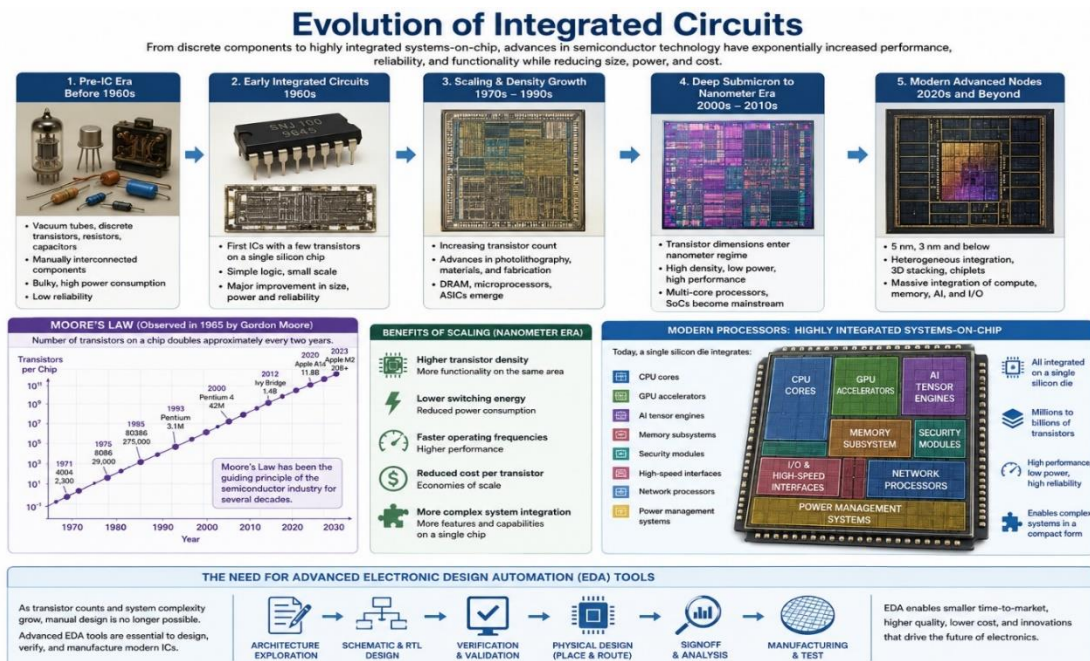 Evolution of Integrated Circuits
From discrete components to highly integrated systems-on-chip, advances in semiconductor technology have exponentially increased performance,
reliability, and functionality while reducing size, power, and cost.
1. Pre-IC Era
Before 1960s
• Vacuum tubes, discrete
transistors, resistors,
capacitors
• Manually interconnected
components
• Bulky, high power consumption
• Low reliability
2. Early Integrated Circuits
1960s
SNJ100
9645
• First ICs with a few transistors
on a single silicon chip
• Simple logic, small scale
• Major improvement in size,
power and reliability
3. Scaling & Density Growth
1970s – 1990s
• Increasing transistor count
• Advances in photolithography,
materials, and fabrication
• DRAM, microprocessors,
ASICs emerge
4. Deep Submicron to
Nanometer Era
2000s – 2010s
• Transistor dimensions enter
nanometer regime
• High density, low power,
high performance
• Multi-core processors,
SoCs become mainstream
5. Modern Advanced Nodes
2020s and Beyond
• 5 nm, 3 nm and below
• Heterogeneous integration,
3D stacking, chiplets
• Massive integration of compute,
memory, AI, and I/O
MOORE'S LAW (Observed in 1965 by Gordon Moore)
Number of transistors on a chip doubles approximately every two years.
Transistors
per Chip
10¹¹
10⁹
10⁷
10⁵
10³
10¹
10⁻¹
1971
4004
2,300
1975
8086
29,000
1985
80386
275,000
1993
Pentium
3.1M
2000
Pentium 4
42M
2012
Ivy Bridge
1.4B
2020
Apple A14
11.8B
2023
Apple M2
20B+
Moore's Law has been the
guiding principle of the
semiconductor industry for
several decades.
1970 1980 1990 2000 2010 2020 2030
Year
BENEFITS OF SCALING (NANOMETER ERA)
Higher transistor density
More functionality on the same area
Lower switching energy
Reduced power consumption
Faster operating frequencies
Higher performance
Reduced cost per transistor
Economies of scale
More complex system integration
More features and capabilities
on a single chip
MODERN PROCESSORS: HIGHLY INTEGRATED SYSTEMS-ON-CHIP
Today, a single silicon die integrates:
CPU cores
GPU accelerators
AI tensor engines
Memory subsystems
Security modules
High-speed interfaces
Network processors
Power management
systems
CPU
CORES
GPU
ACCELERATORS
AI
TENSOR
ENGINES
MEMORY
SUBSYSTEM
SECURITY
MODULES
I/O &
HIGH-SPEED
INTERFACES
NETWORK
PROCESSORS
POWER MANAGEMENT
SYSTEMS
All integrated
on a single
silicon die
Millions to
billions of
transistors
High performance,
low power,
high reliability
Enables complex
systems in a
compact form
THE NEED FOR ADVANCED ELECTRONIC DESIGN AUTOMATION (EDA) TOOLS
As transistor counts and system complexity
grow, manual design is no longer possible.
Advanced EDA tools are essential to design,
verify, and manufacture modern ICs.
ARCHITECTURE
EXPLORATION
SCHEMATIC & RTL
DESIGN
VERIFICATION
& VALIDATION
PHYSICAL DESIGN
(PLACE & ROUTE)
SIGNOFF
& ANALYSIS
MANUFACTURING
& TEST
EDA enables smaller time-to-market,
higher quality, lower cost, and innovations
that drive the future of electronics.